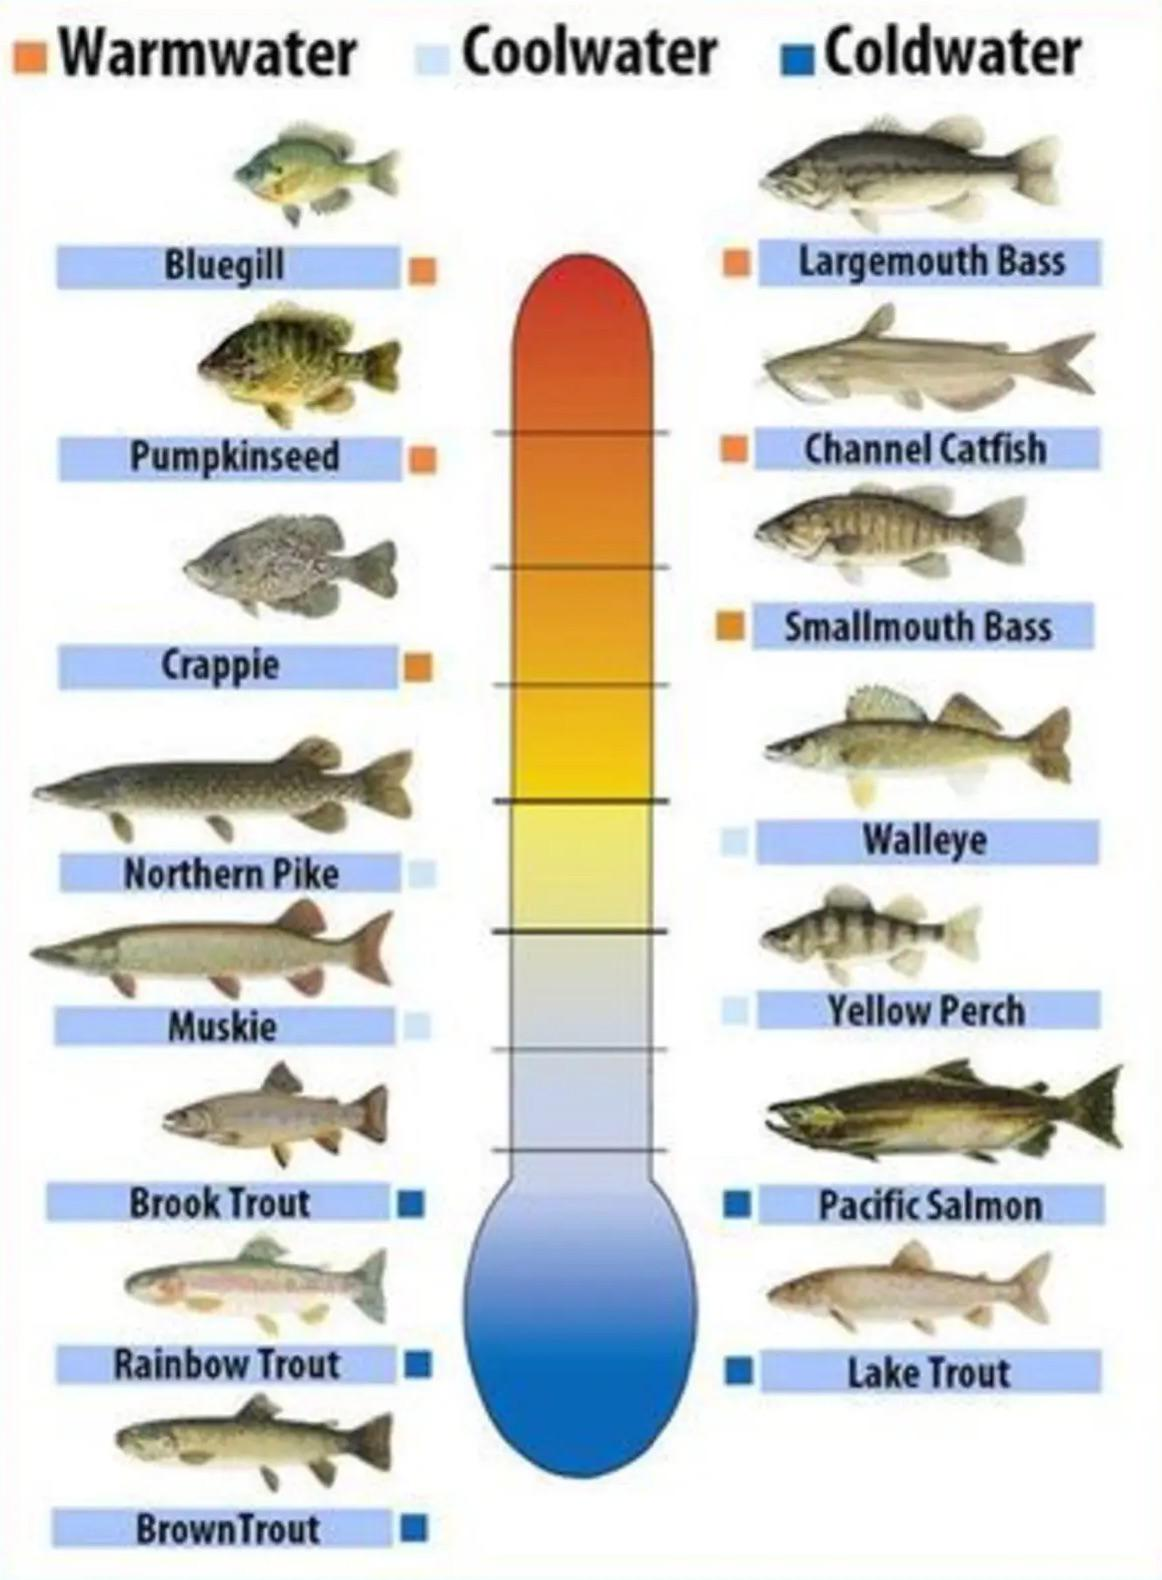 Warmwater Coolwater Coldwater
Bluegill
Largemouth Bass
Pumpkinseed
Channel Catfish
Crappie
Smallmouth Bass
Northern Pike
Walleye
Muskie
Yellow Perch
Brook Trout
Pacific Salmon
Rainbow Trout
Lake Trout
BrownTrout